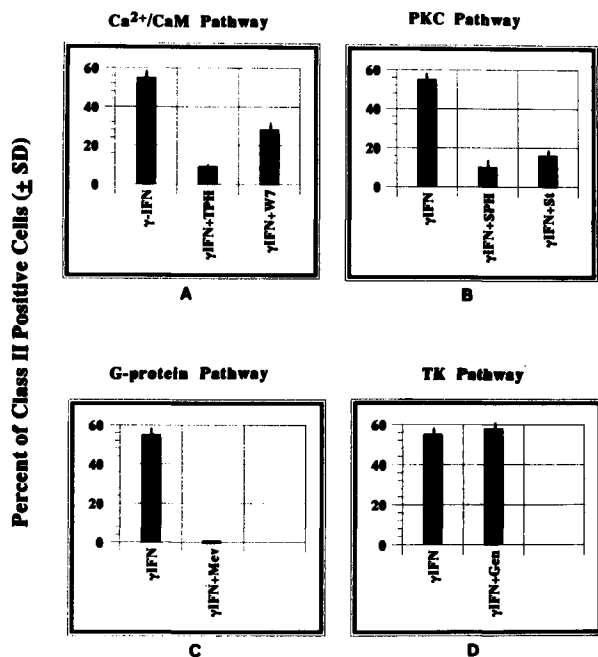 Ca2+/CaM Pathway
PKC Pathway
Percent of Class II Positive Cells (± SD)
60
40
20
0
γ-IFN
γIFN+TPH
γIFN+W7
A
60
40
20
0
γIFN
γIFN+SPH
γIFN+St
B
G-protein Pathway
TK Pathway
60
40
20
0
γIFN
γIFN+Mev
C
60
40
20
0
γIFN
γIFN+Gen
D